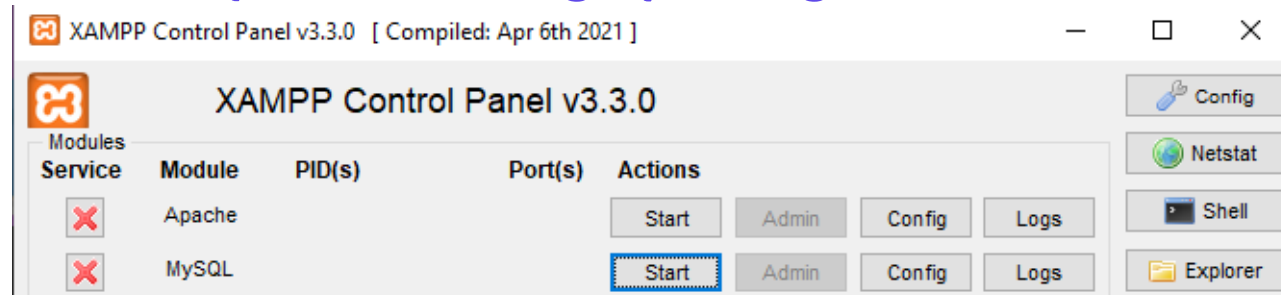 XAMPP Control Panel v3.3.0 [ Compiled: Apr 6th 2021 ]
XAMPP Control Panel v3.3.0
Config
Modules
Service Module PID(s) Port(s) Actions
Netstat
Apache Start Admin Config Logs
Shell
MySQL Start Admin Config Logs
Explorer